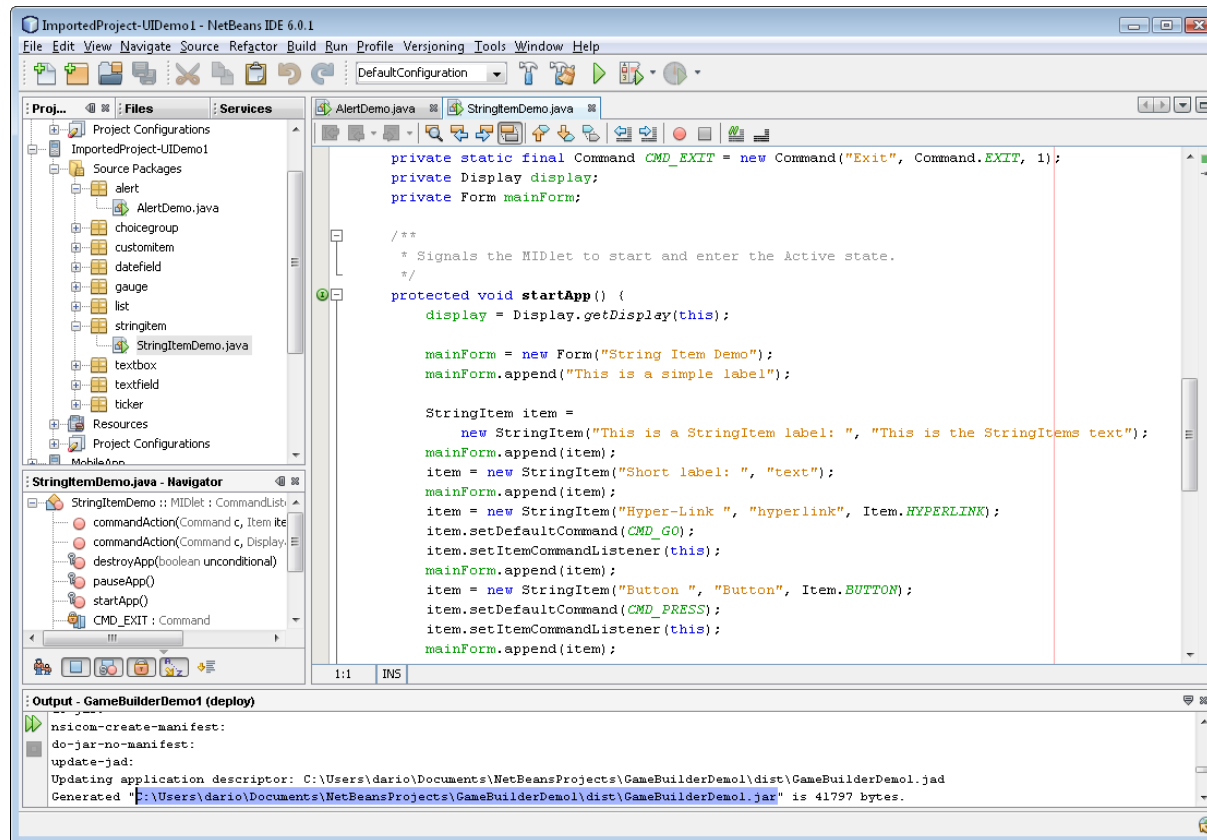 ImportedProject-UIDemo1 - NetBeans IDE 6.0.1
File Edit View Navigate Source Refactor Build Run Profile Versioning Tools Window Help
DefaultConfiguration
Proj... Files Services
Project Configurations
ImportedProject-UIDemo1
Source Packages
alert
AlertDemo.java
choicegroup
customitem
datefield
gauge
list
stringitem
StringItemDemo.java
textbox
textfield
ticker
Resources
Project Configurations
MobileApp
StringItemDemo.java - Navigator
StringItemDemo :: MIDlet : CommandListe
commandAction(Command c, Item ite
commandAction(Command c, Display
destroyApp(boolean unconditional)
pauseApp()
startApp()
CMD_EXIT : Command
AlertDemo.java StringItemDemo.java
private static final Command CMD_EXIT = new Command("Exit", Command.EXIT, 1);
private Display display;
private Form mainForm;
/**
* Signals the MIDlet to start and enter the Active state.
*/
protected void startApp() {
display = Display.getDisplay(this);
mainForm = new Form("String Item Demo");
mainForm.append("This is a simple label");
StringItem item =
new StringItem("This is a StringItem label: ", "This is the StringItems text");
mainForm.append(item);
item = new StringItem("Short label: ", "text");
mainForm.append(item);
item = new StringItem("Hyper-Link ", "hyperlink", Item.HYPERLINK);
item.setDefaultCommand(CMD_GO);
item.setItemCommandListener(this);
mainForm.append(item);
item = new StringItem("Button ", "Button", Item.BUTTON);
item.setDefaultCommand(CMD_PRESS);
item.setItemCommandListener(this);
mainForm.append(item);
1:1 INS
Output - GameBuilderDemo1 (deploy)
nsicom-create-manifest:
do-jar-no-manifest:
update-jad:
Updating application descriptor: C:\Users\dario\Documents\NetBeansProjects\GameBuilderDemo1\dist\GameBuilderDemo1.jad
Generated "C:\Users\dario\Documents\NetBeansProjects\GameBuilderDemo1\dist\GameBuilderDemo1.jar" is 41797 bytes.